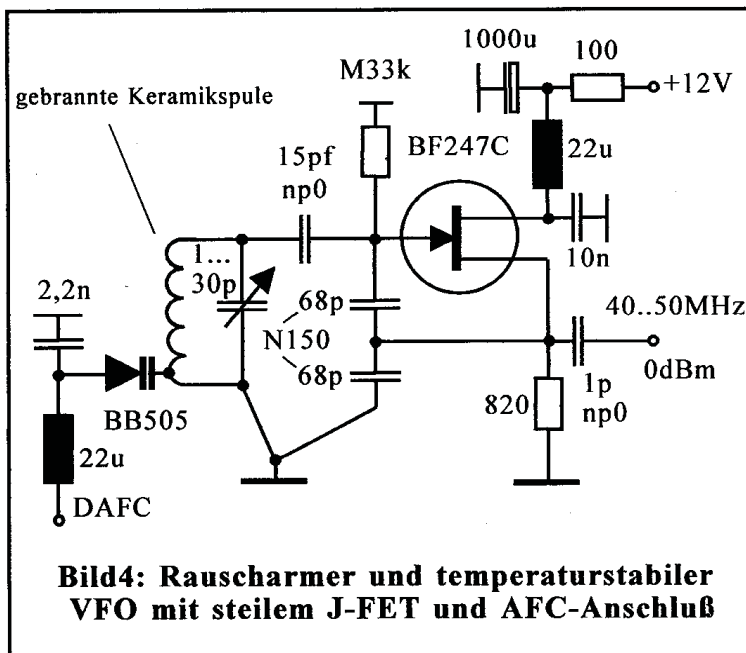 1000u
100
+12V
M33k
gebrannte Keramikspule
BF247C
22u
15pf
np0
10n
1...
30p
68p
N150
68p
2,2n
40..50MHz
0dBm
1p
np0
820
BB505
22u
DAFC
Bild4: Rauscharmer und temperaturstabiler
VFO mit steilem J-FET und AFC-Anschluß